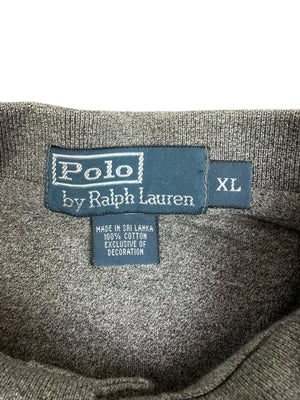 Polo
by Ralph Lauren
XL
MADE IN SRI LANKA
100% COTTON
EXCLUSIVE OF
DECORATION